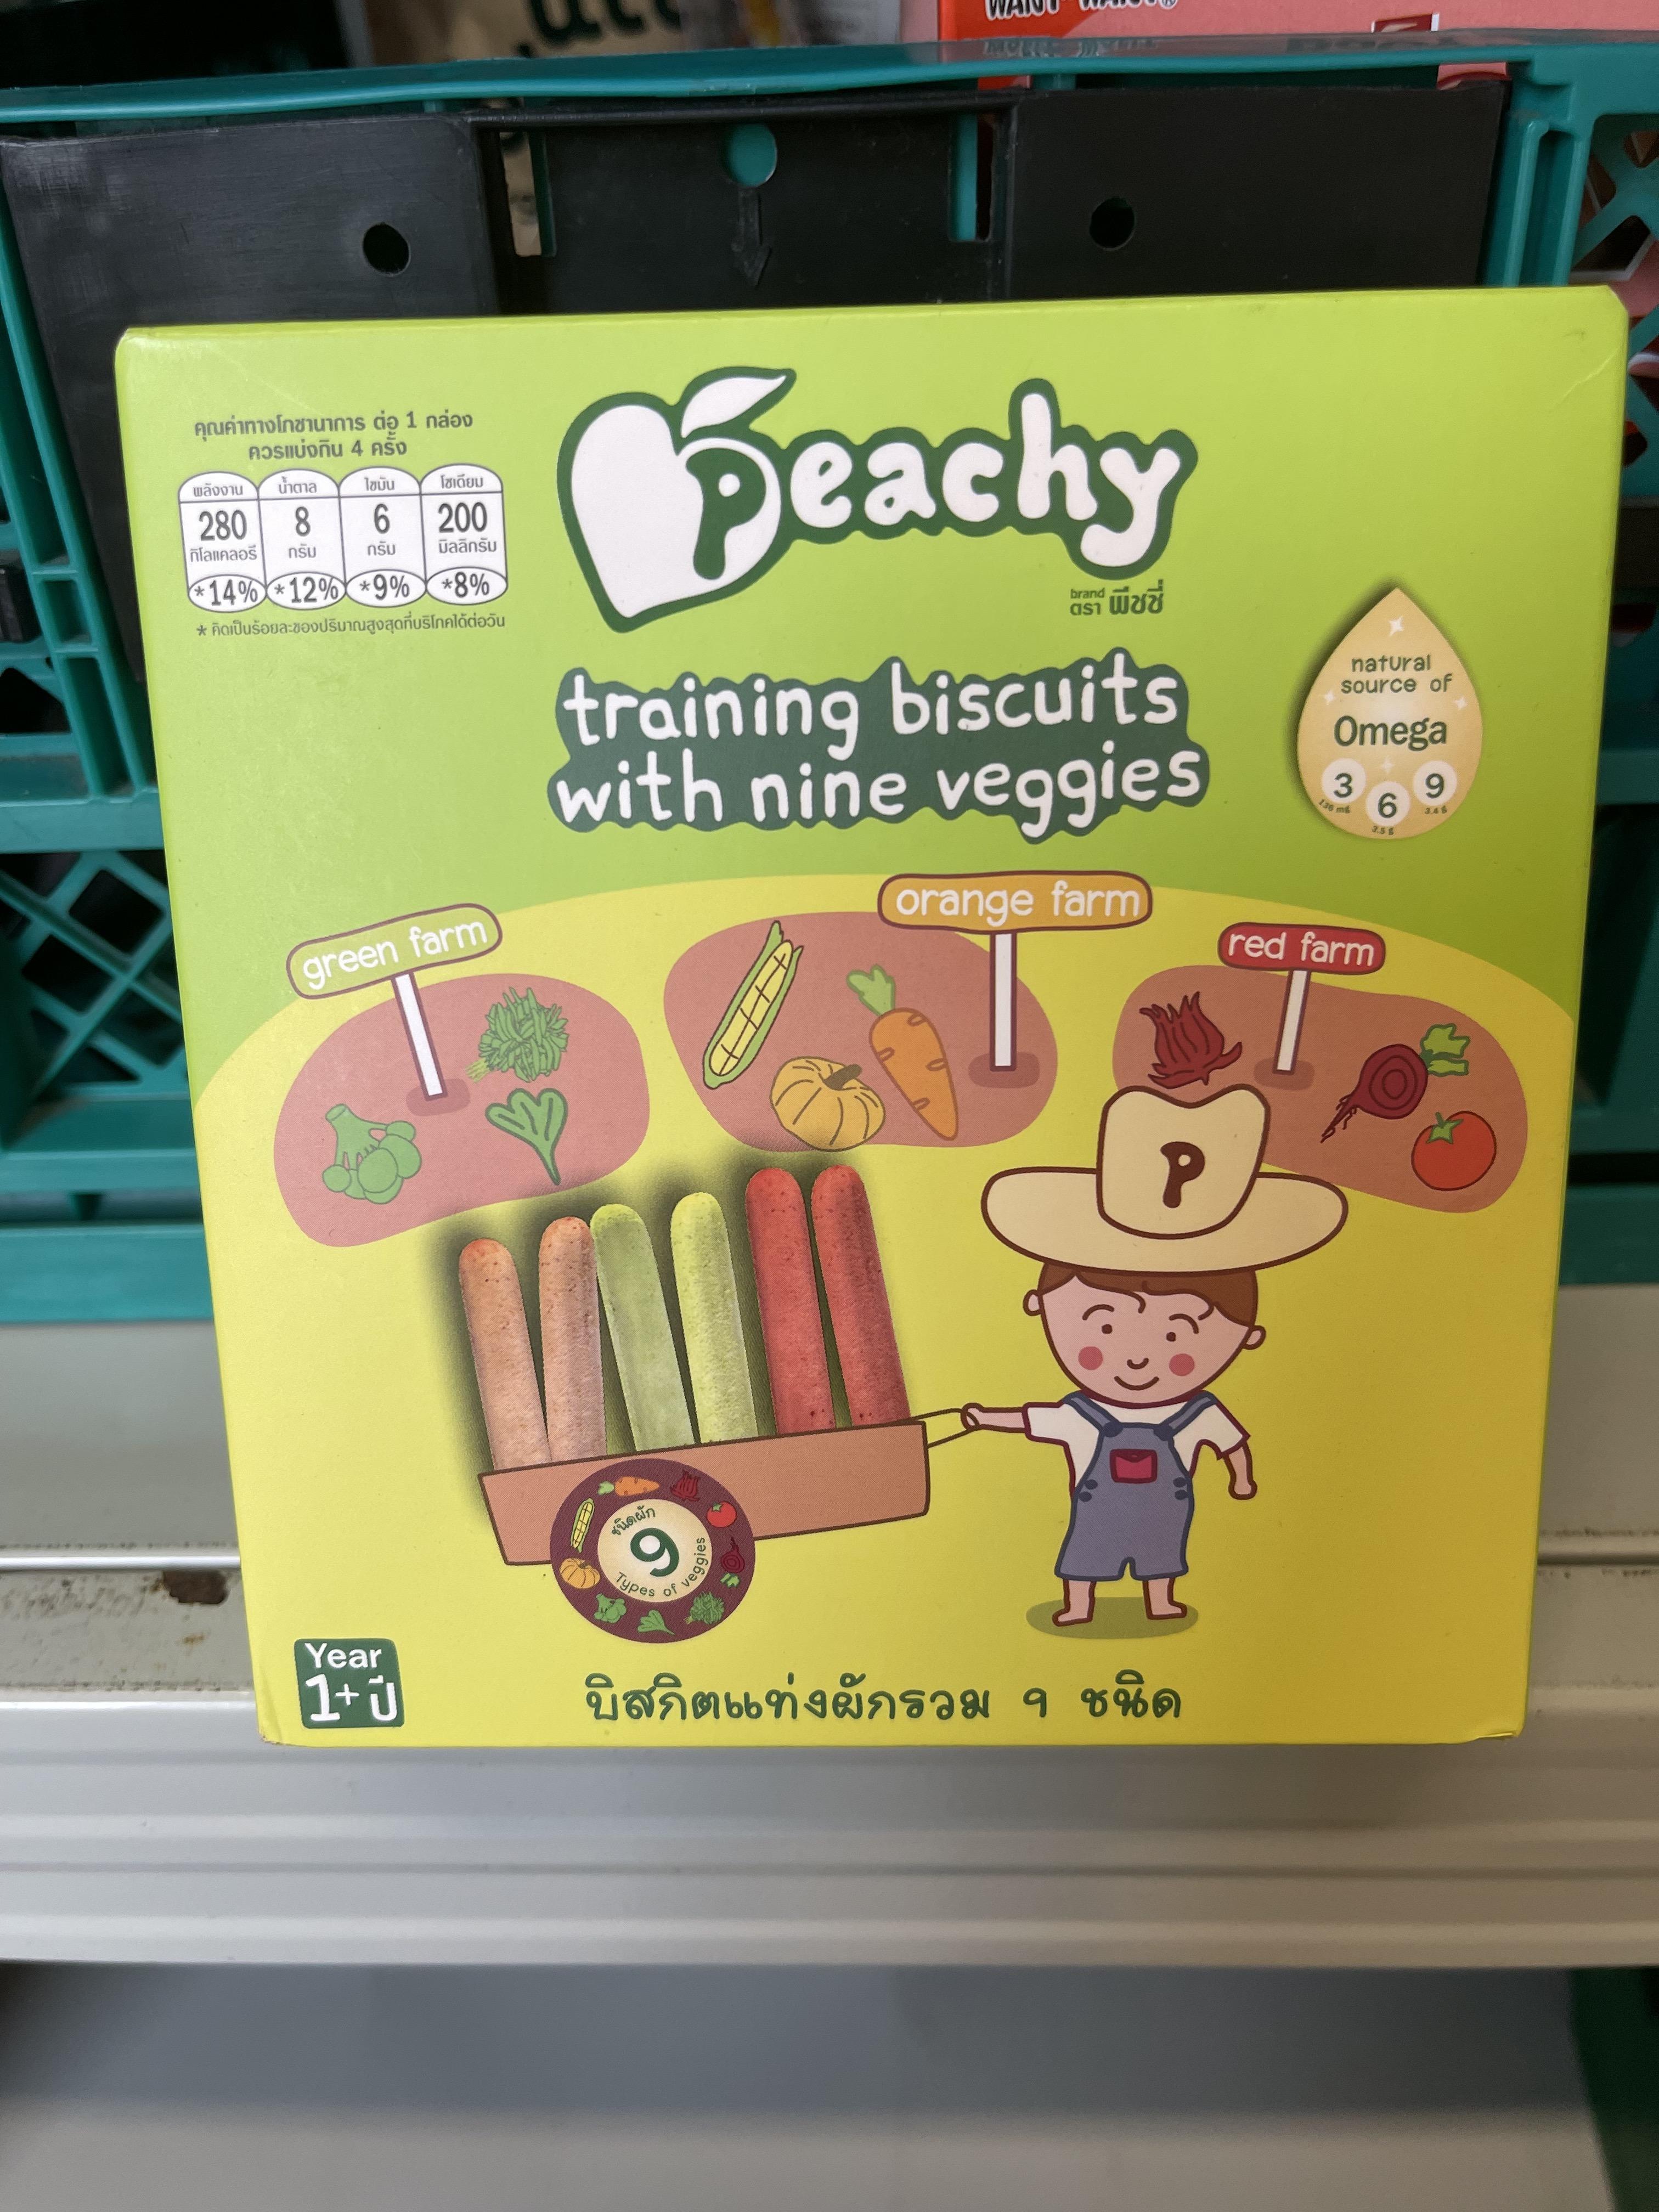 WANT WANT®
คุณค่าทางโภชนาการ ต่อ 1 กล่อง
ควรแบ่งกิน 4 ครั้ง
พลังงาน น้ำตาล ไขมัน โซเดียม
280 8 6 200
กิโลแคลอรี กรัม กรัม มิลลิกรัม
*14% *12% *9% *8%
* คิดเป็นร้อยละของปริมาณสูงสุดที่บริโภคได้ต่อวัน
Peachy
brand
ตรา พีชชี่
training biscuits
with nine veggies
natural
source of
Omega
3 6 9
2.5 g
green farm
orange farm
red farm
P
ชนิดผัก
9
Types of veggies
Year
1+ ปี
บิสกิตแท่งผักรวม ๑ ชนิด